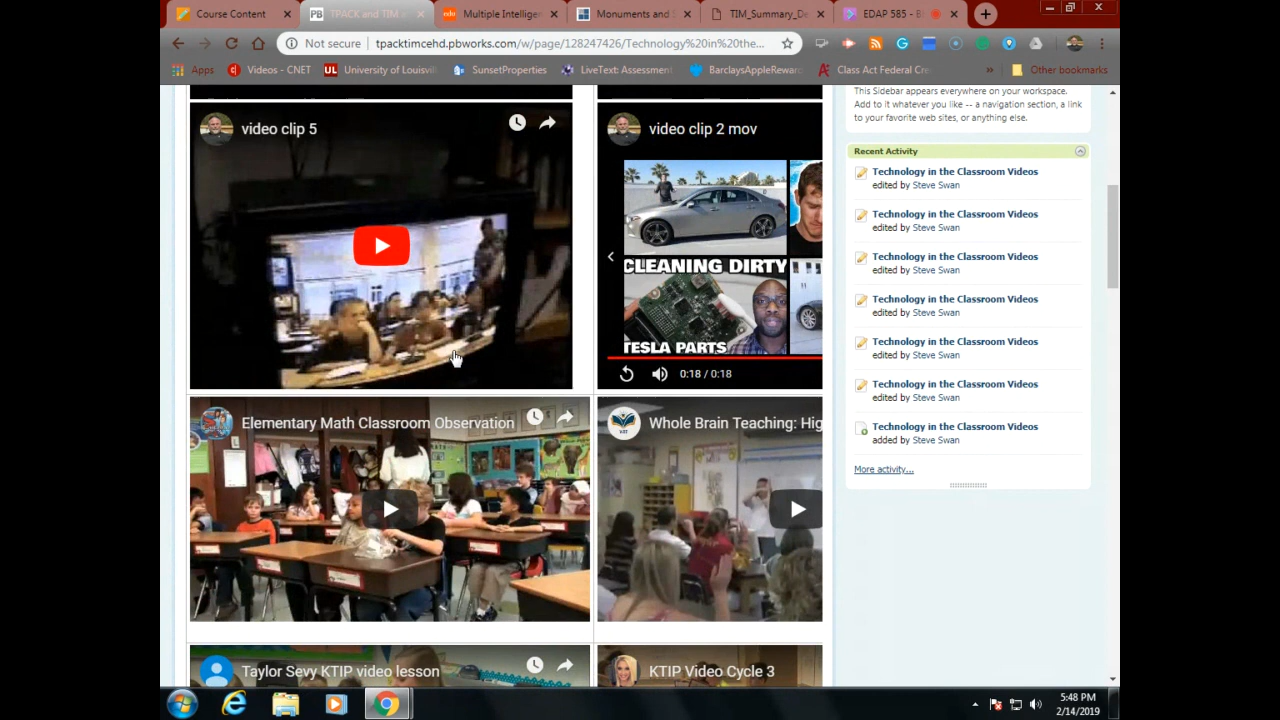 Course Content
PB
TPACK and TIM a
ndr
Multiple Intelligen
Monuments and
TIM_Summary_De
EDAP 585 - B
Not secure
tpacktimcehd.pbworks.com/w/page/128247426/Technology%20in%20the...
Apps
Videos - CNET
UL University of Louisvil
SunsetProperties
LiveText: Assessment
BarclaysAppleReward
Class Act Federal Cre
»
Other bookmarks
video clip 5
video clip 2 mov
CLEANING DIRTY
TESLA PARTS
0:18 / 0:18
Elementary Math Classroom Observation
Whole Brain Teaching: Hig
Taylor Sevy KTIP video lesson
KTIP Video Cycle 3
This Sidebar appears everywhere on your workspace.
Add to it whatever you like -- a navigation section, a link
to your favorite web sites, or anything else.
Recent Activity
Technology in the Classroom Videos
edited by Steve Swan
Technology in the Classroom Videos
edited by Steve Swan
Technology in the Classroom Videos
edited by Steve Swan
Technology in the Classroom Videos
edited by Steve Swan
Technology in the Classroom Videos
edited by Steve Swan
Technology in the Classroom Videos
edited by Steve Swan
Technology in the Classroom Videos
added by Steve Swan
More activity...
5:48 PM
2/14/2019